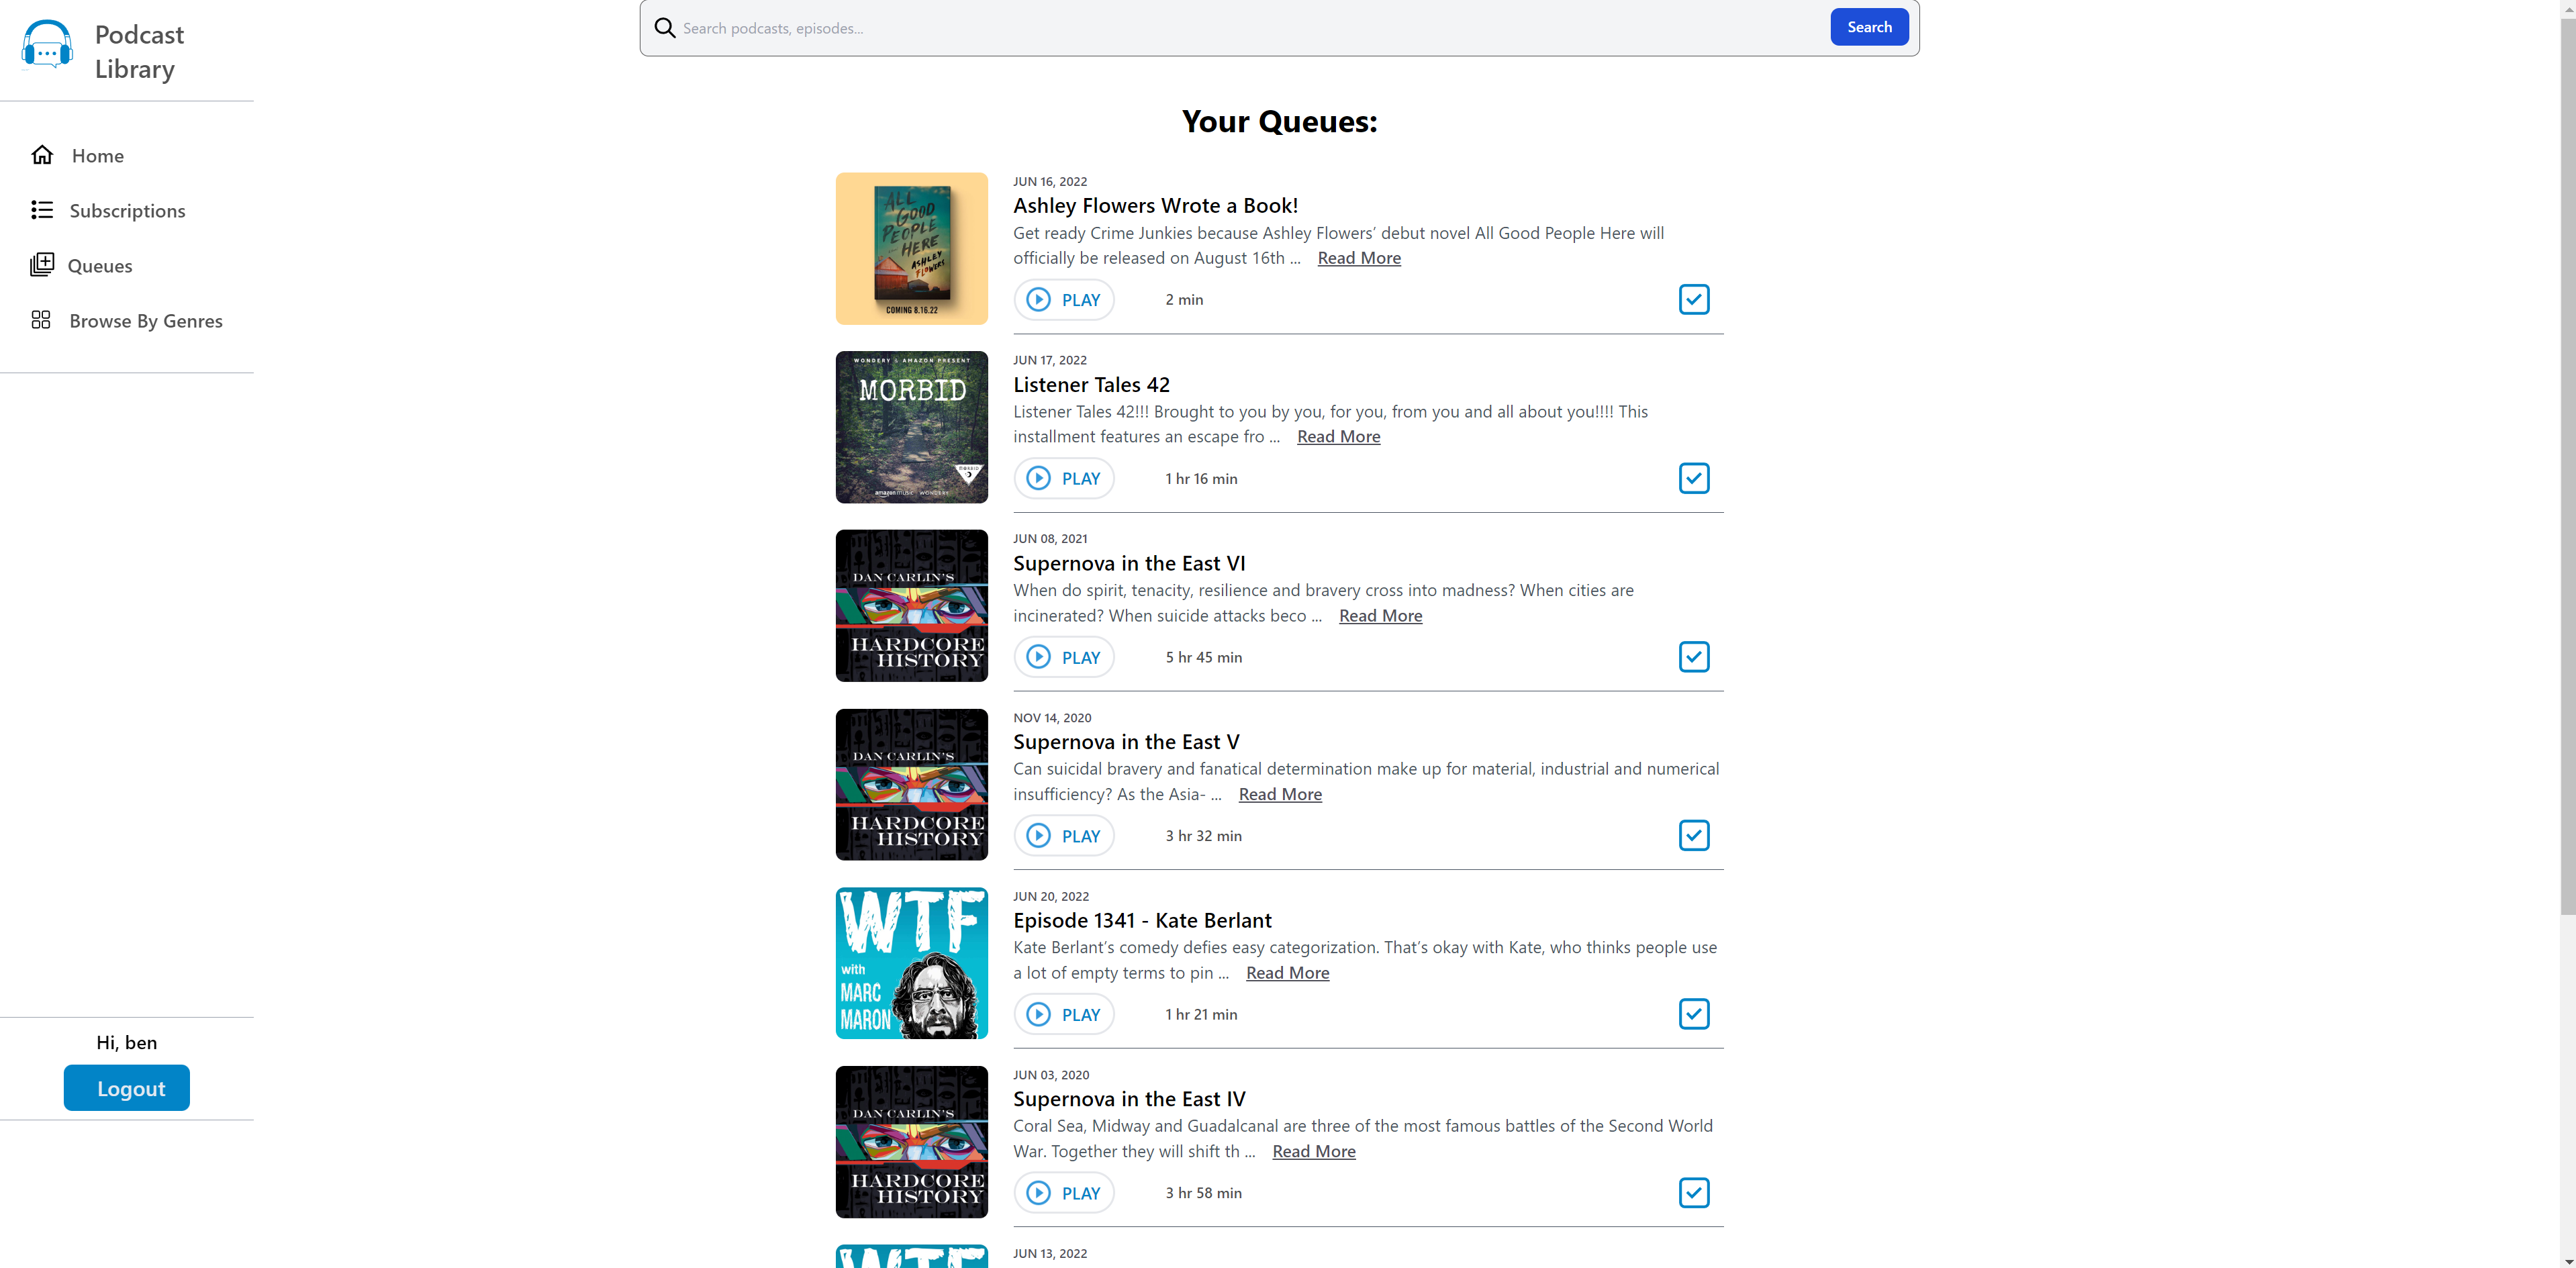 Podcast
Library
Home
Subscriptions
Queues
Browse By Genres
Hi, ben
Logout
Search podcasts, episodes...
Search
Your Queues:
ALL
GOOD
PEOPLE
HERE
ASHLEY
FLOWERS
COMING 8.16.22
JUN 16, 2022
Ashley Flowers Wrote a Book!
Get ready Crime Junkies because Ashley Flowers’ debut novel All Good People Here will
officially be released on August 16th ... Read More
PLAY 2 min
WONDERY & AMAZON PRESENT
MORBID
MORBID
amazon music WONDERY
JUN 17, 2022
Listener Tales 42
Listener Tales 42!!! Brought to you by you, for you, from you and all about you!!!! This
installment features an escape fro ... Read More
PLAY 1 hr 16 min
DAN CARLIN'S
HARDCORE
HISTORY
JUN 08, 2021
Supernova in the East VI
When do spirit, tenacity, resilience and bravery cross into madness? When cities are
incinerated? When suicide attacks beco ... Read More
PLAY 5 hr 45 min
DAN CARLIN'S
HARDCORE
HISTORY
NOV 14, 2020
Supernova in the East V
Can suicidal bravery and fanatical determination make up for material, industrial and numerical
insufficiency? As the Asia- ... Read More
PLAY 3 hr 32 min
WTF
with
MARC
MARON
JUN 20, 2022
Episode 1341 - Kate Berlant
Kate Berlant’s comedy defies easy categorization. That’s okay with Kate, who thinks people use
a lot of empty terms to pin ... Read More
PLAY 1 hr 21 min
DAN CARLIN'S
HARDCORE
HISTORY
JUN 03, 2020
Supernova in the East IV
Coral Sea, Midway and Guadalcanal are three of the most famous battles of the Second World
War. Together they will shift th ... Read More
PLAY 3 hr 58 min
WTF
JUN 13, 2022